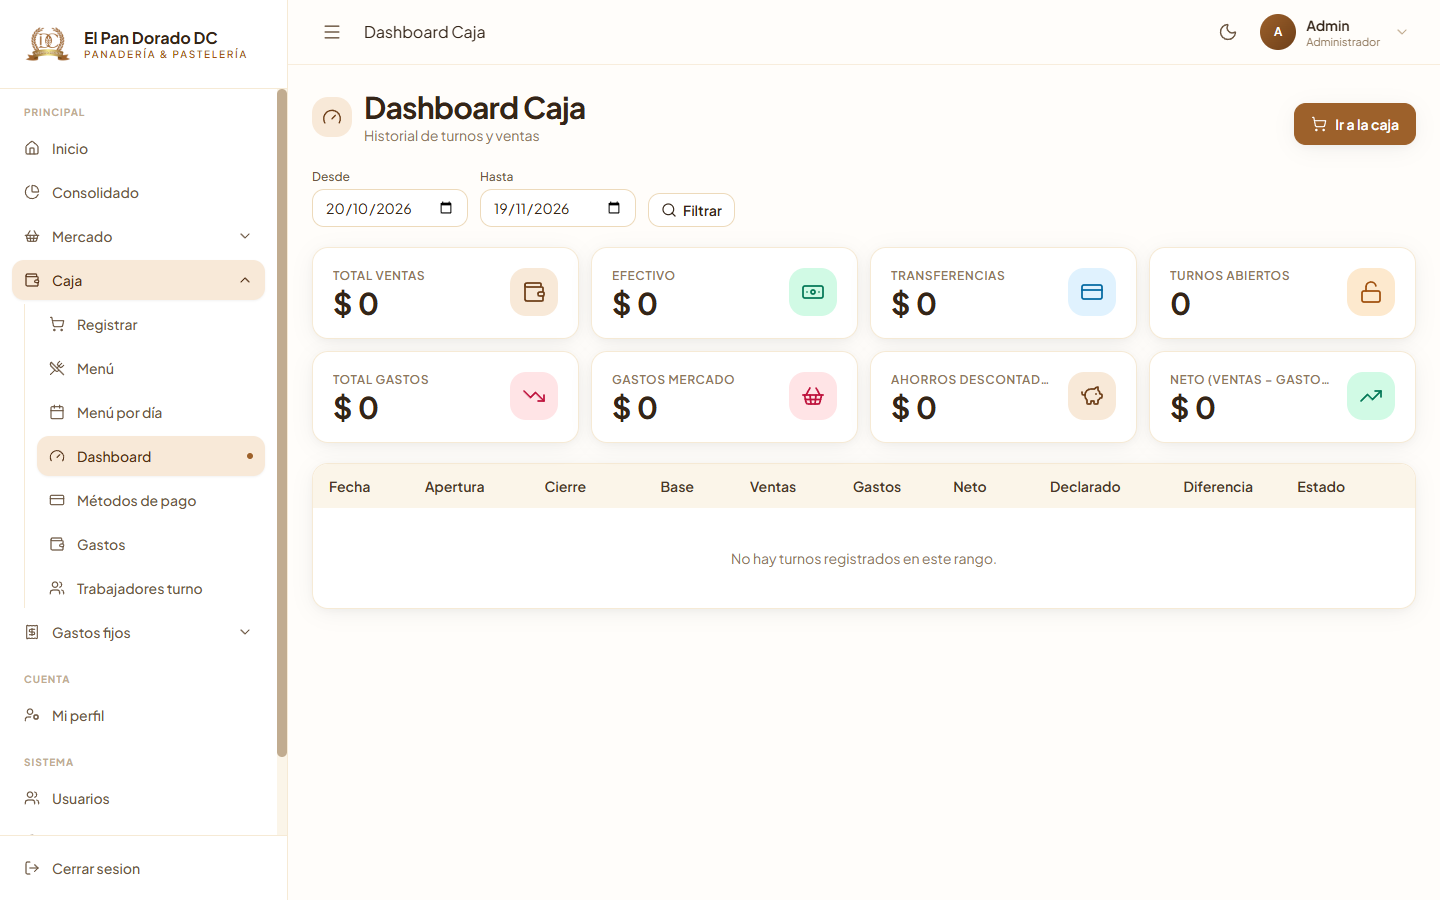 El Pan Dorado DC
PANADERÍA & PASTELERÍA
PRINCIPAL
Inicio
Consolidado
Mercado
Caja
Registrar
Menú
Menú por día
Dashboard
Métodos de pago
Gastos
Trabajadores turno
Gastos fijos
CUENTA
Mi perfil
SISTEMA
Usuarios
Cerrar sesion
Dashboard Caja
A
Admin
Administrador
Dashboard Caja
Historial de turnos y ventas
Ir a la caja
Desde
Hasta
20/10/2026
19/11/2026
Filtrar
TOTAL VENTAS
$ 0
EFECTIVO
$ 0
TRANSFERENCIAS
$ 0
TURNOS ABIERTOS
0
TOTAL GASTOS
$ 0
GASTOS MERCADO
$ 0
AHORROS DESCONTAD...
$ 0
NETO (VENTAS - GASTO...
$ 0
Fecha Apertura Cierre Base Ventas Gastos Neto Declarado Diferencia Estado
No hay turnos registrados en este rango.